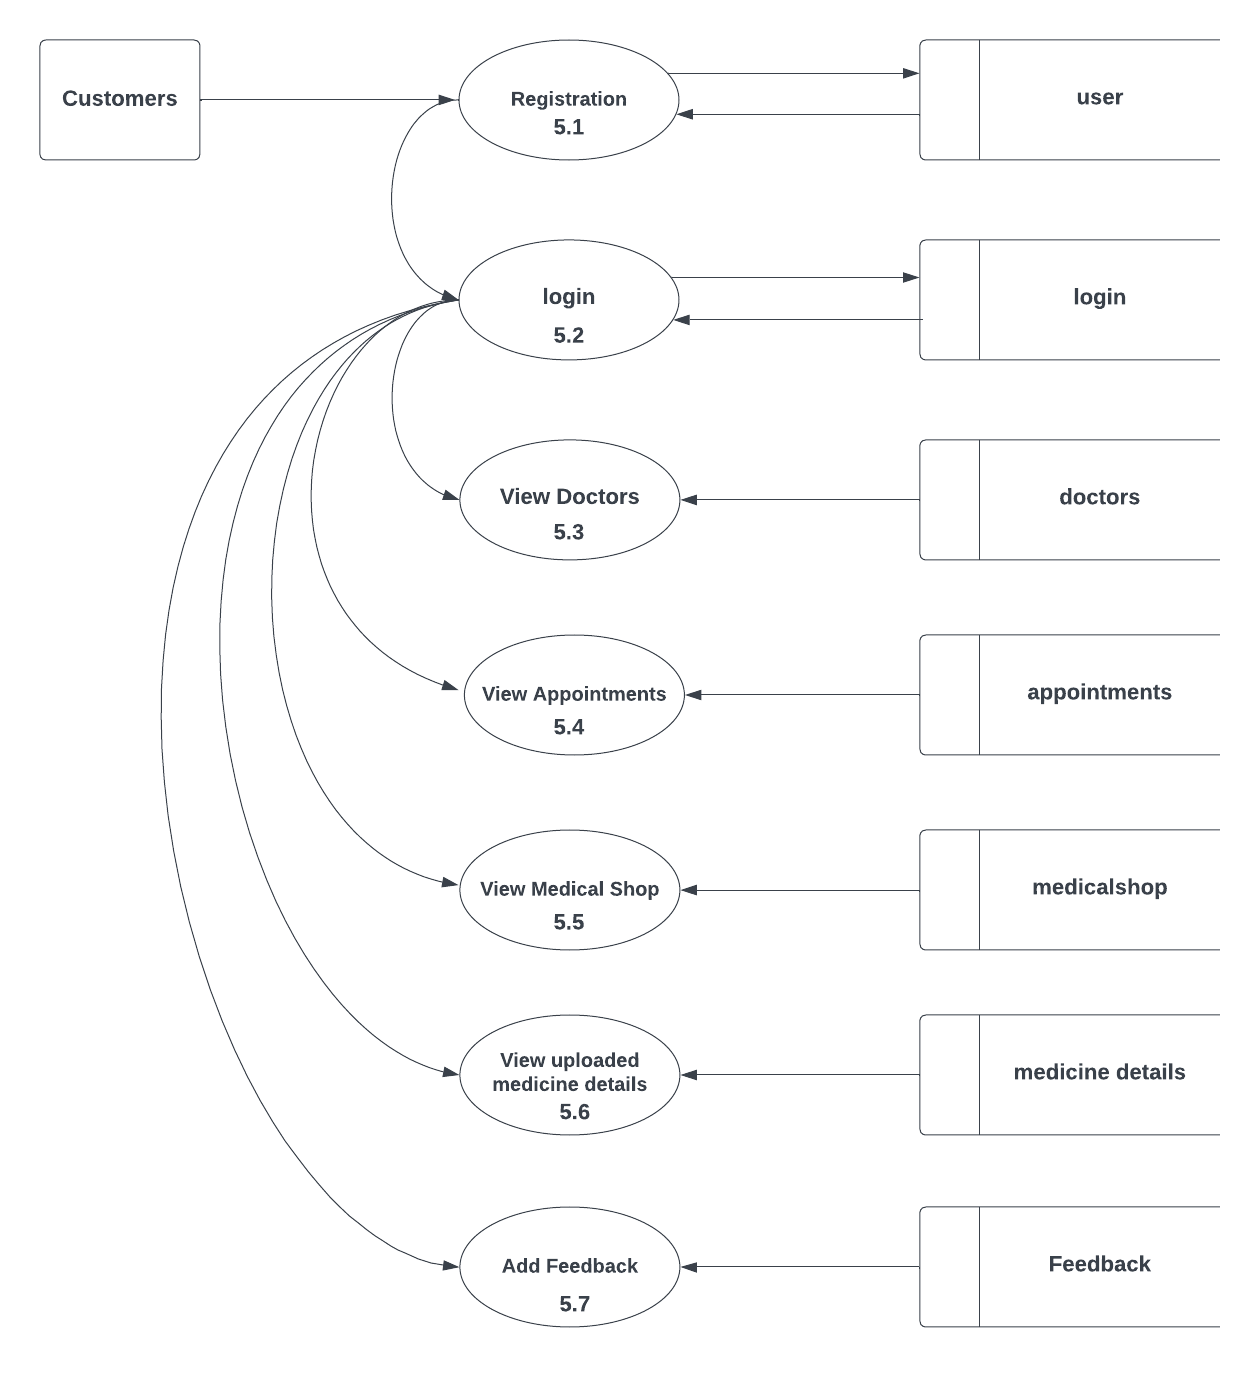 Customers
Registration
5.1
user
login
5.2
login
View Doctors
5.3
doctors
View Appointments
5.4
appointments
View Medical Shop
5.5
medicalshop
View uploaded
medicine details
5.6
medicine details
Add Feedback
5.7
Feedback